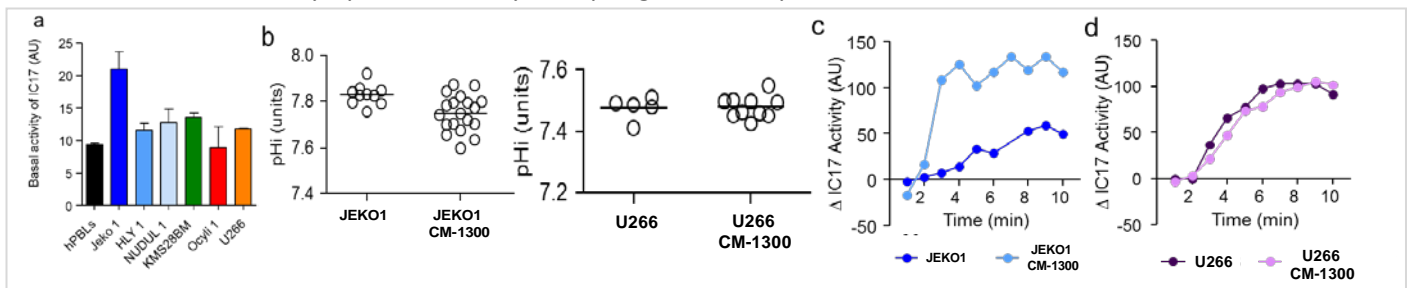 a
Basal activity of IC17 (AU)
25
20
15
10
5
0
hPBLs
Jeko 1
HLY 1
NUDUL 1
KMS28BM
Ocyli 1
U266
b
pHi (units)
8.0
7.8
7.6
7.4
JEKO1
JEKO1
CM-1300
pHi (units)
7.6
7.4
7.2
U266
U266
CM-1300
c
Δ IC17 Activity (AU)
150
100
50
0
-50
2
4
6
8
10
Time (min)
JEKO1
JEKO1
CM-1300
d
Δ IC17 Activity (AU)
150
100
50
0
-50
2
4
6
8
10
Time (min)
U266
U266
CM-1300